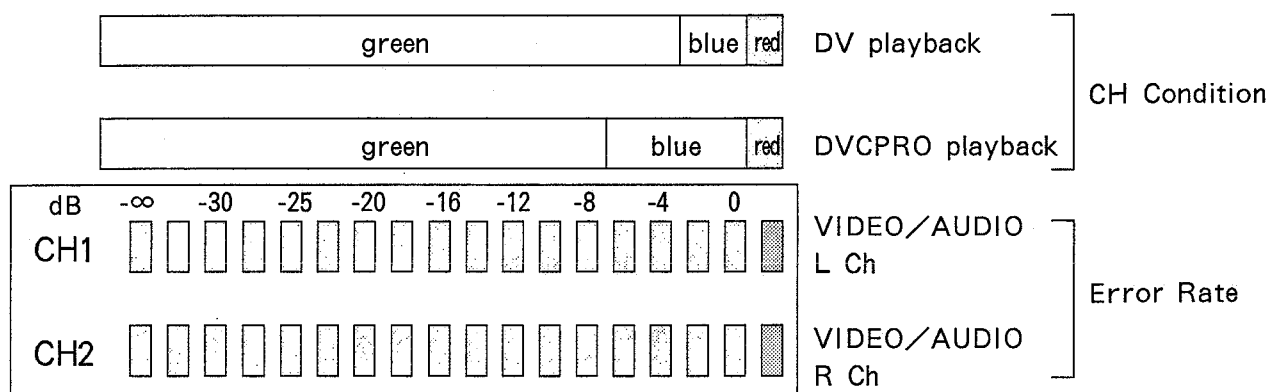 green blue red DV playback
CH Condition
green blue red DVCPRO playback
dB -∞ -30 -25 -20 -16 -12 -8 -4 0
CH1 VIDEO/AUDIO
L Ch
Error Rate
CH2 VIDEO/AUDIO
R Ch